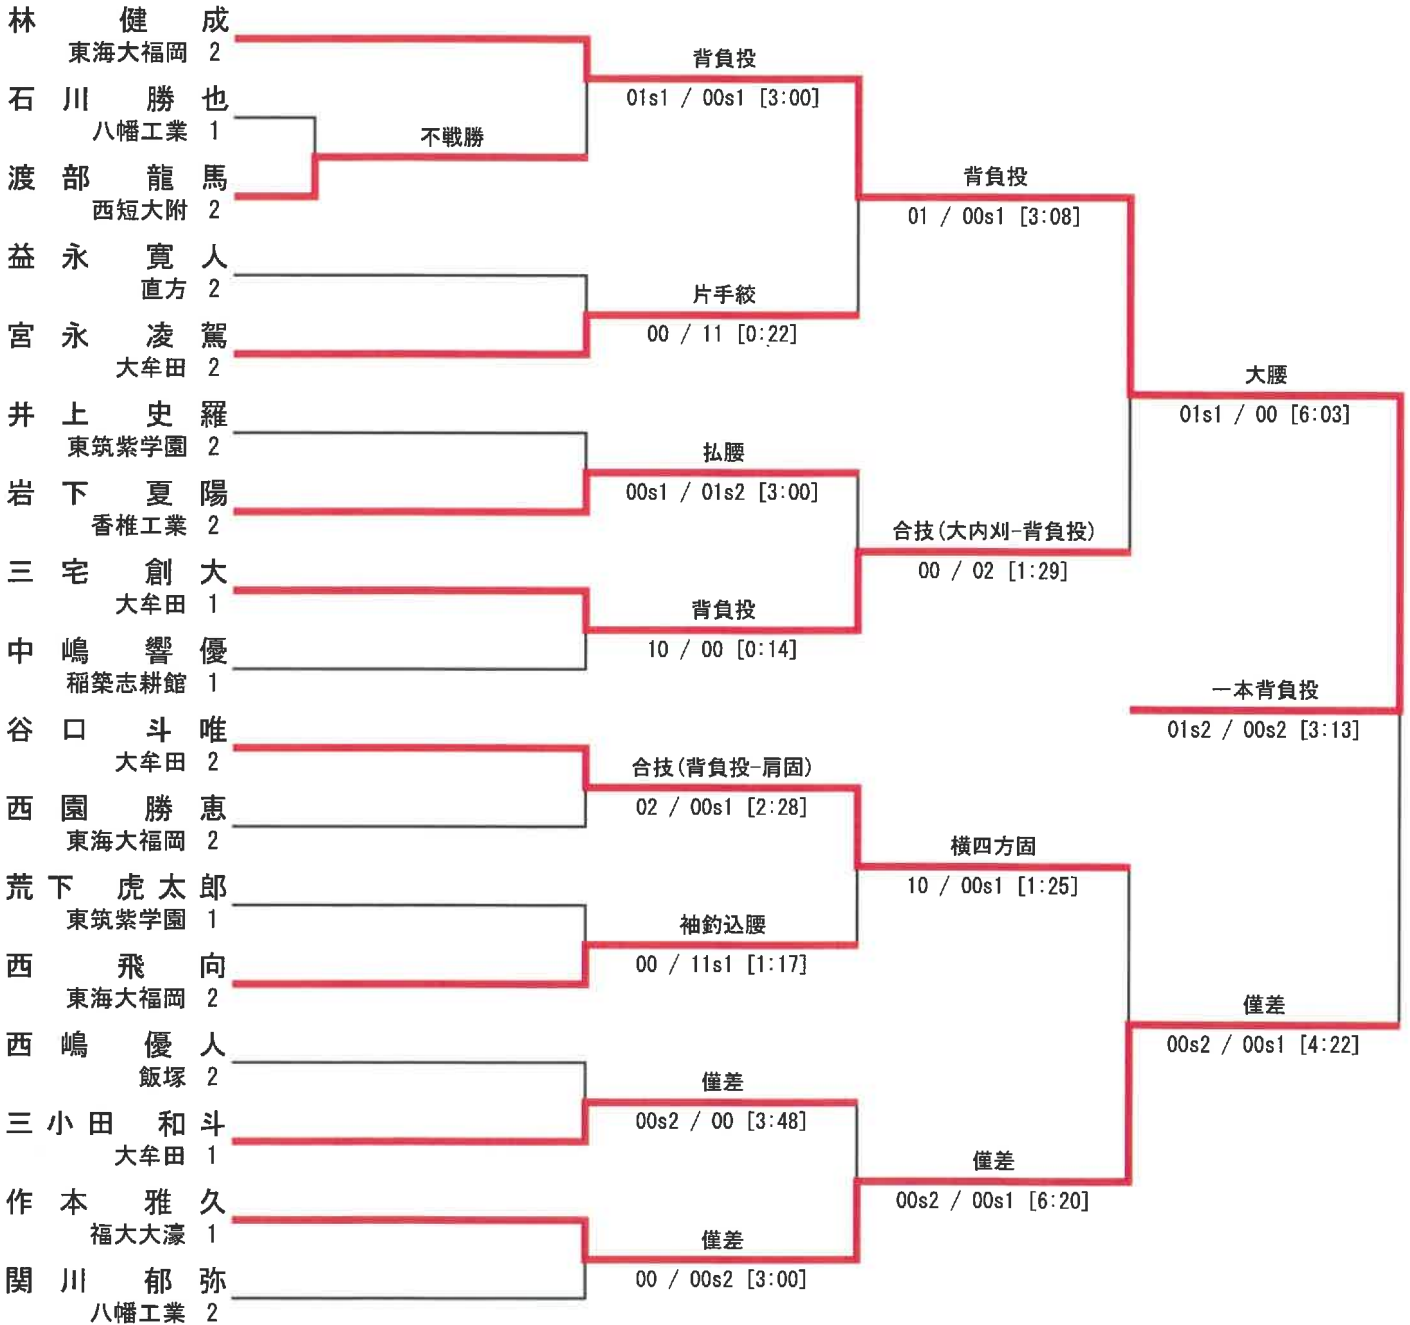 林 健 成
東海大福岡 2
石 川 勝 也
八幡工業 1
渡 部 龍 馬
西短大附 2
益 永 寛 人
直方 2
宮 永 凌 駕
大牟田 2
井 上 史 羅
東筑紫学園 2
岩 下 夏 陽
香椎工業 2
三 宅 創 大
大牟田 1
中 嶋 響 優
稲築志耕館 1
谷 口 斗 唯
大牟田 2
西 園 勝 恵
東海大福岡 2
荒 下 虎 太 郎
東筑紫学園 1
西 飛 向
東海大福岡 2
西 嶋 優 人
飯塚 2
三 小 田 和 斗
大牟田 1
作 本 雅 久
福大大濠 1
関 川 郁 弥
八幡工業 2
不戦勝
背負投
01s1 / 00s1 [3:00]
片手絞
00 / 11 [0:22]
払腰
00s1 / 01s2 [3:00]
背負投
10 / 00 [0:14]
合技(背負投-肩固)
02 / 00s1 [2:28]
袖釣込腰
00 / 11s1 [1:17]
僅差
00s2 / 00 [3:48]
僅差
00 / 00s2 [3:00]
背負投
01 / 00s1 [3:08]
合技(大内刈-背負投)
00 / 02 [1:29]
横四方固
10 / 00s1 [1:25]
僅差
00s2 / 00s1 [6:20]
大腰
01s1 / 00 [6:03]
一本背負投
01s2 / 00s2 [3:13]
僅差
00s2 / 00s1 [4:22]